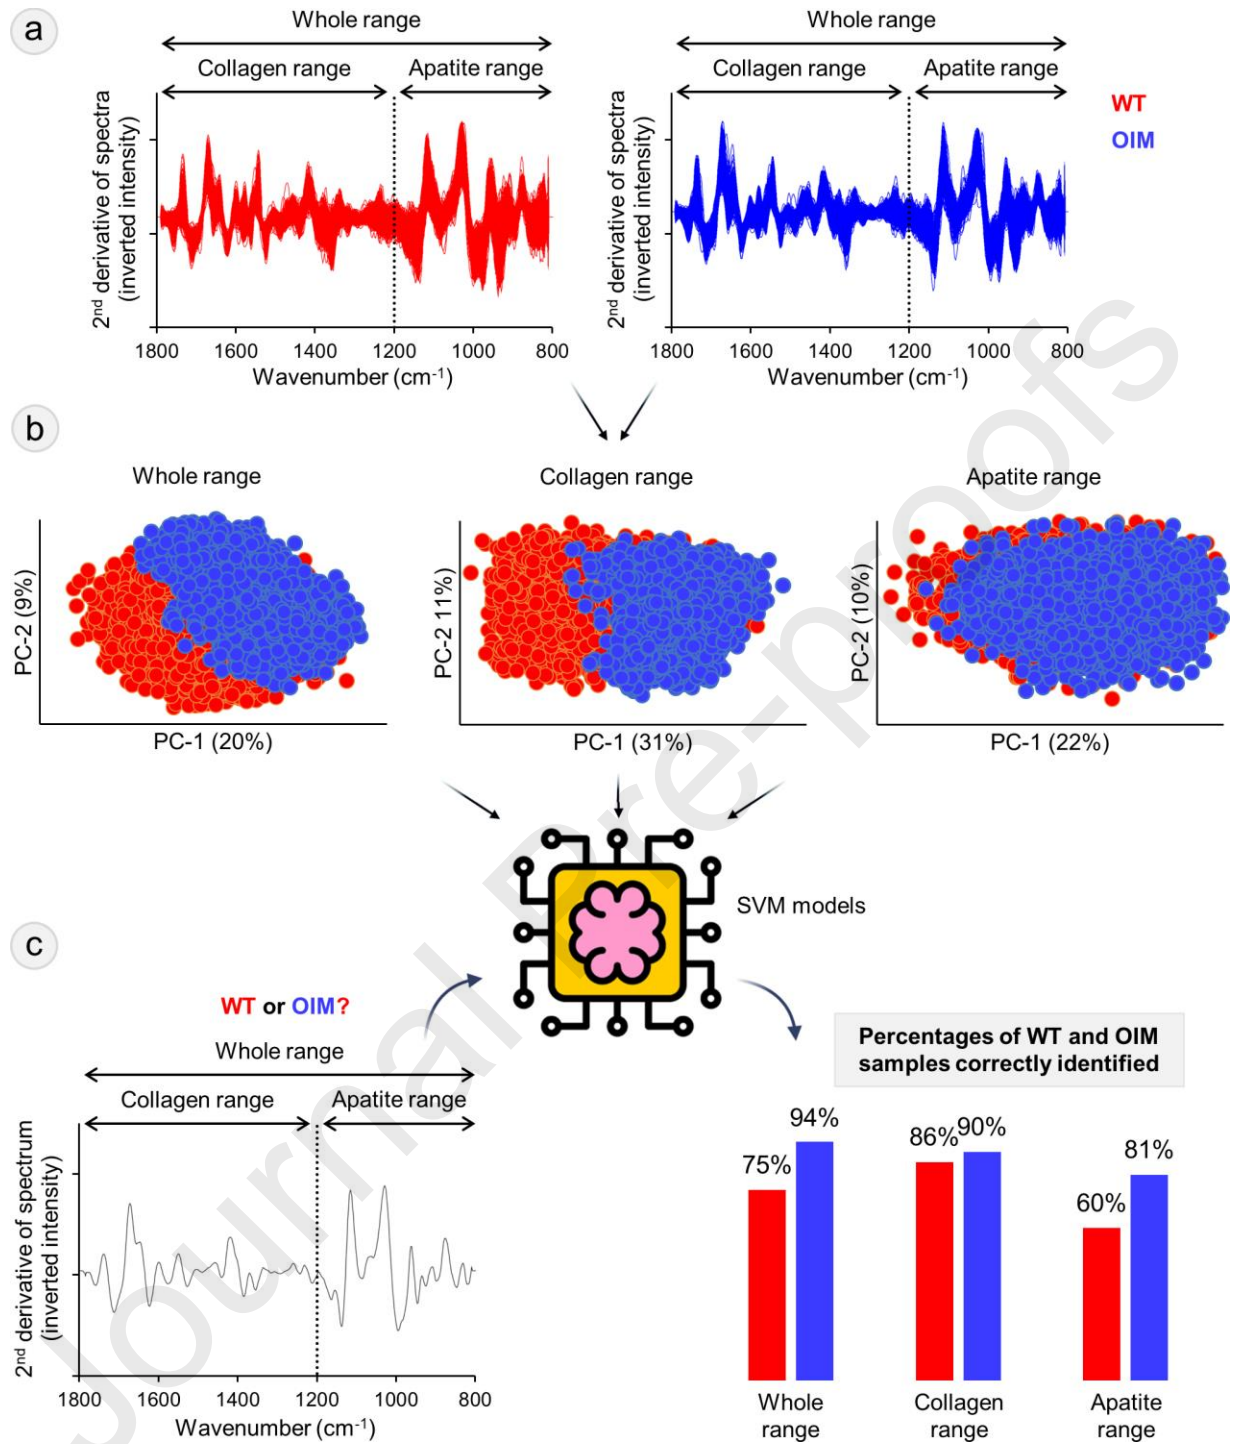 a
Whole range
Collagen range Apatite range
2nd derivative of spectra
(inverted intensity)
1800 1600 1400 1200 1000 800
Wavenumber (cm-1)
Whole range
Collagen range Apatite range
2nd derivative of spectra
(inverted intensity)
1800 1600 1400 1200 1000 800
Wavenumber (cm-1)
WT
OIM
b
Whole range
PC-2 (9%)
PC-1 (20%)
Collagen range
PC-2 11%)
PC-1 (31%)
Apatite range
PC-2 (10%)
PC-1 (22%)
SVM models
c
WT or OIM?
Whole range
Collagen range Apatite range
2nd derivative of spectrum
(inverted intensity)
1800 1600 1400 1200 1000 800
Wavenumber (cm-1)
Percentages of WT and OIM
samples correctly identified
75% 94%
86% 90%
60% 81%
Whole
range
Collagen
range
Apatite
range
Journal Pre-proofs